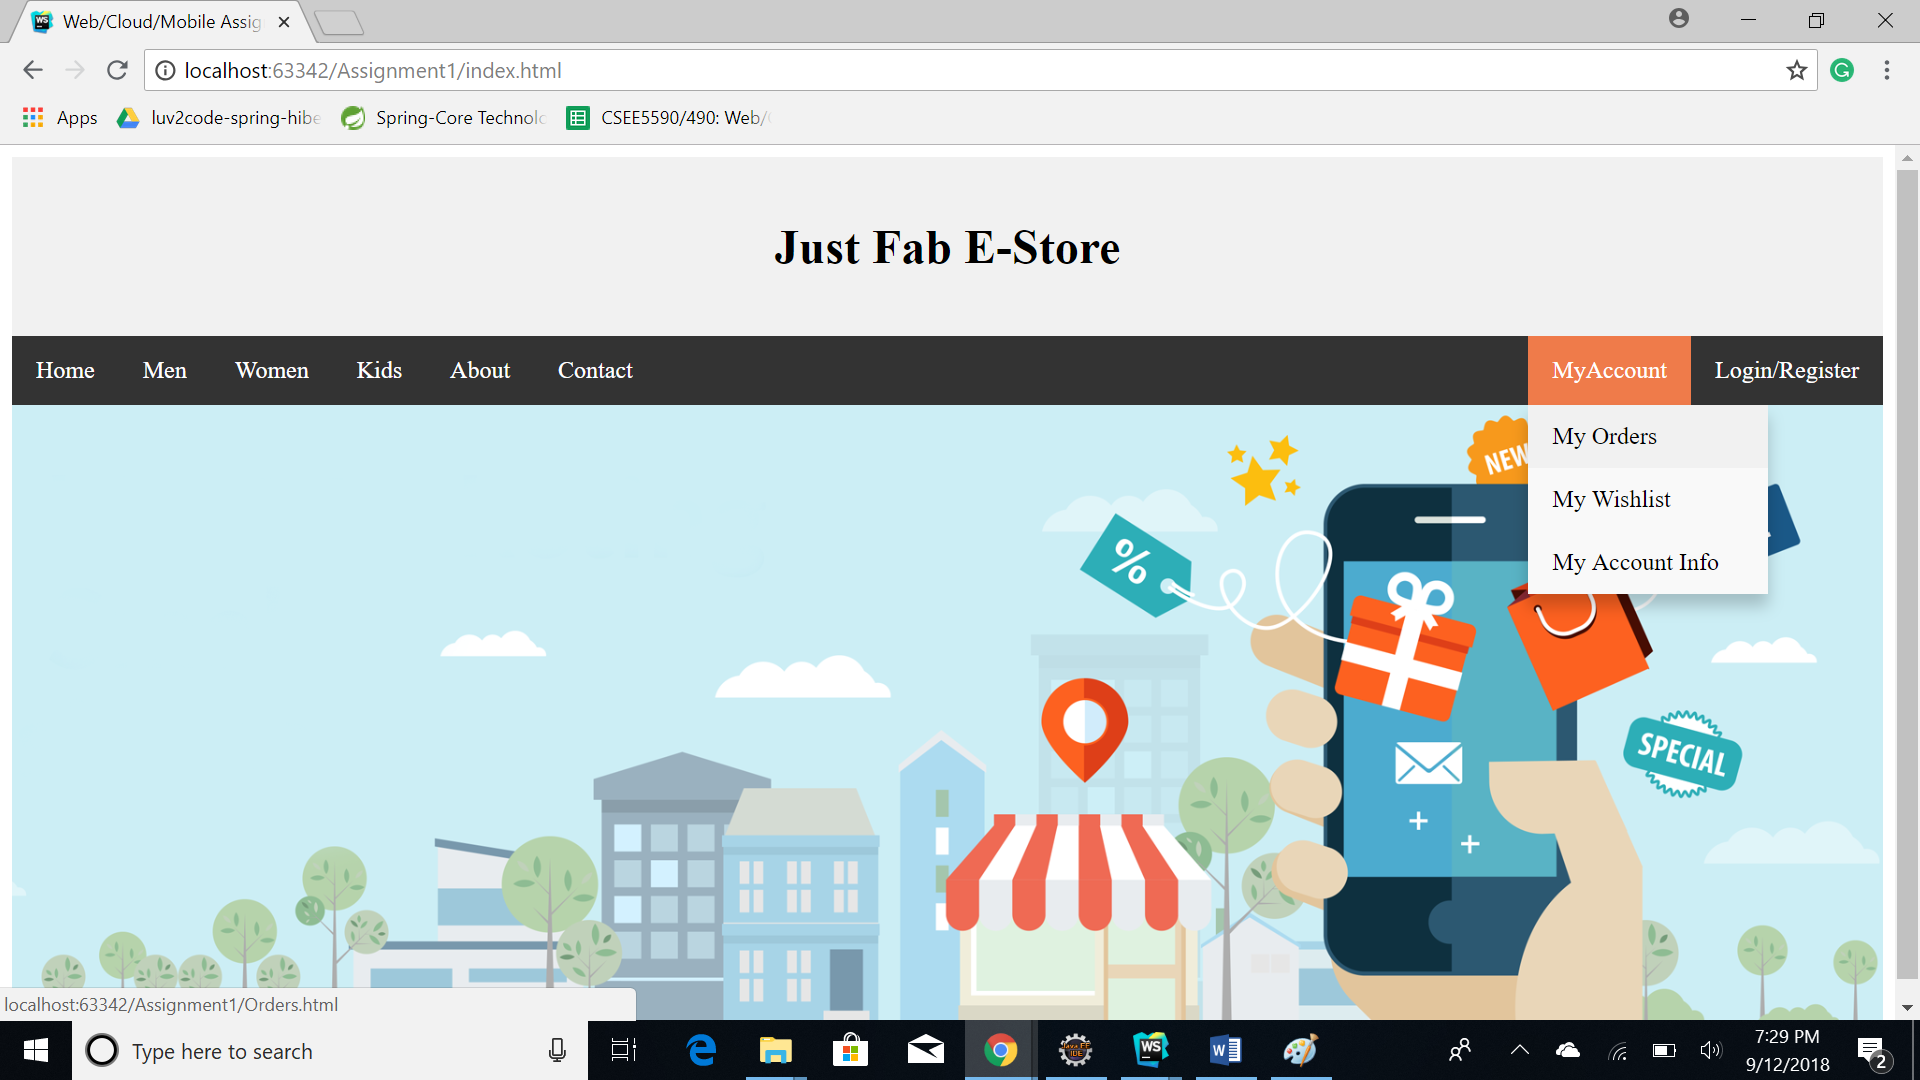 Web/Cloud/Mobile Assig
localhost:63342/Assignment1/index.html
Apps luv2code-spring-hibe Spring-Core Technolo CSEE5590/490: Web/
Just Fab E-Store
Home Men Women Kids About Contact MyAccount Login/Register
My Orders
My Wishlist
My Account Info
NEW
%
SPECIAL
localhost:63342/Assignment1/Orders.html
Type here to search
7:29 PM
9/12/2018
2